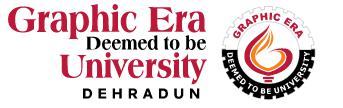 Graphic Era
Deemed to be
University
DEHRADUN
GRAPHIC ERA
DEEMED TO BE UNIVERSITY